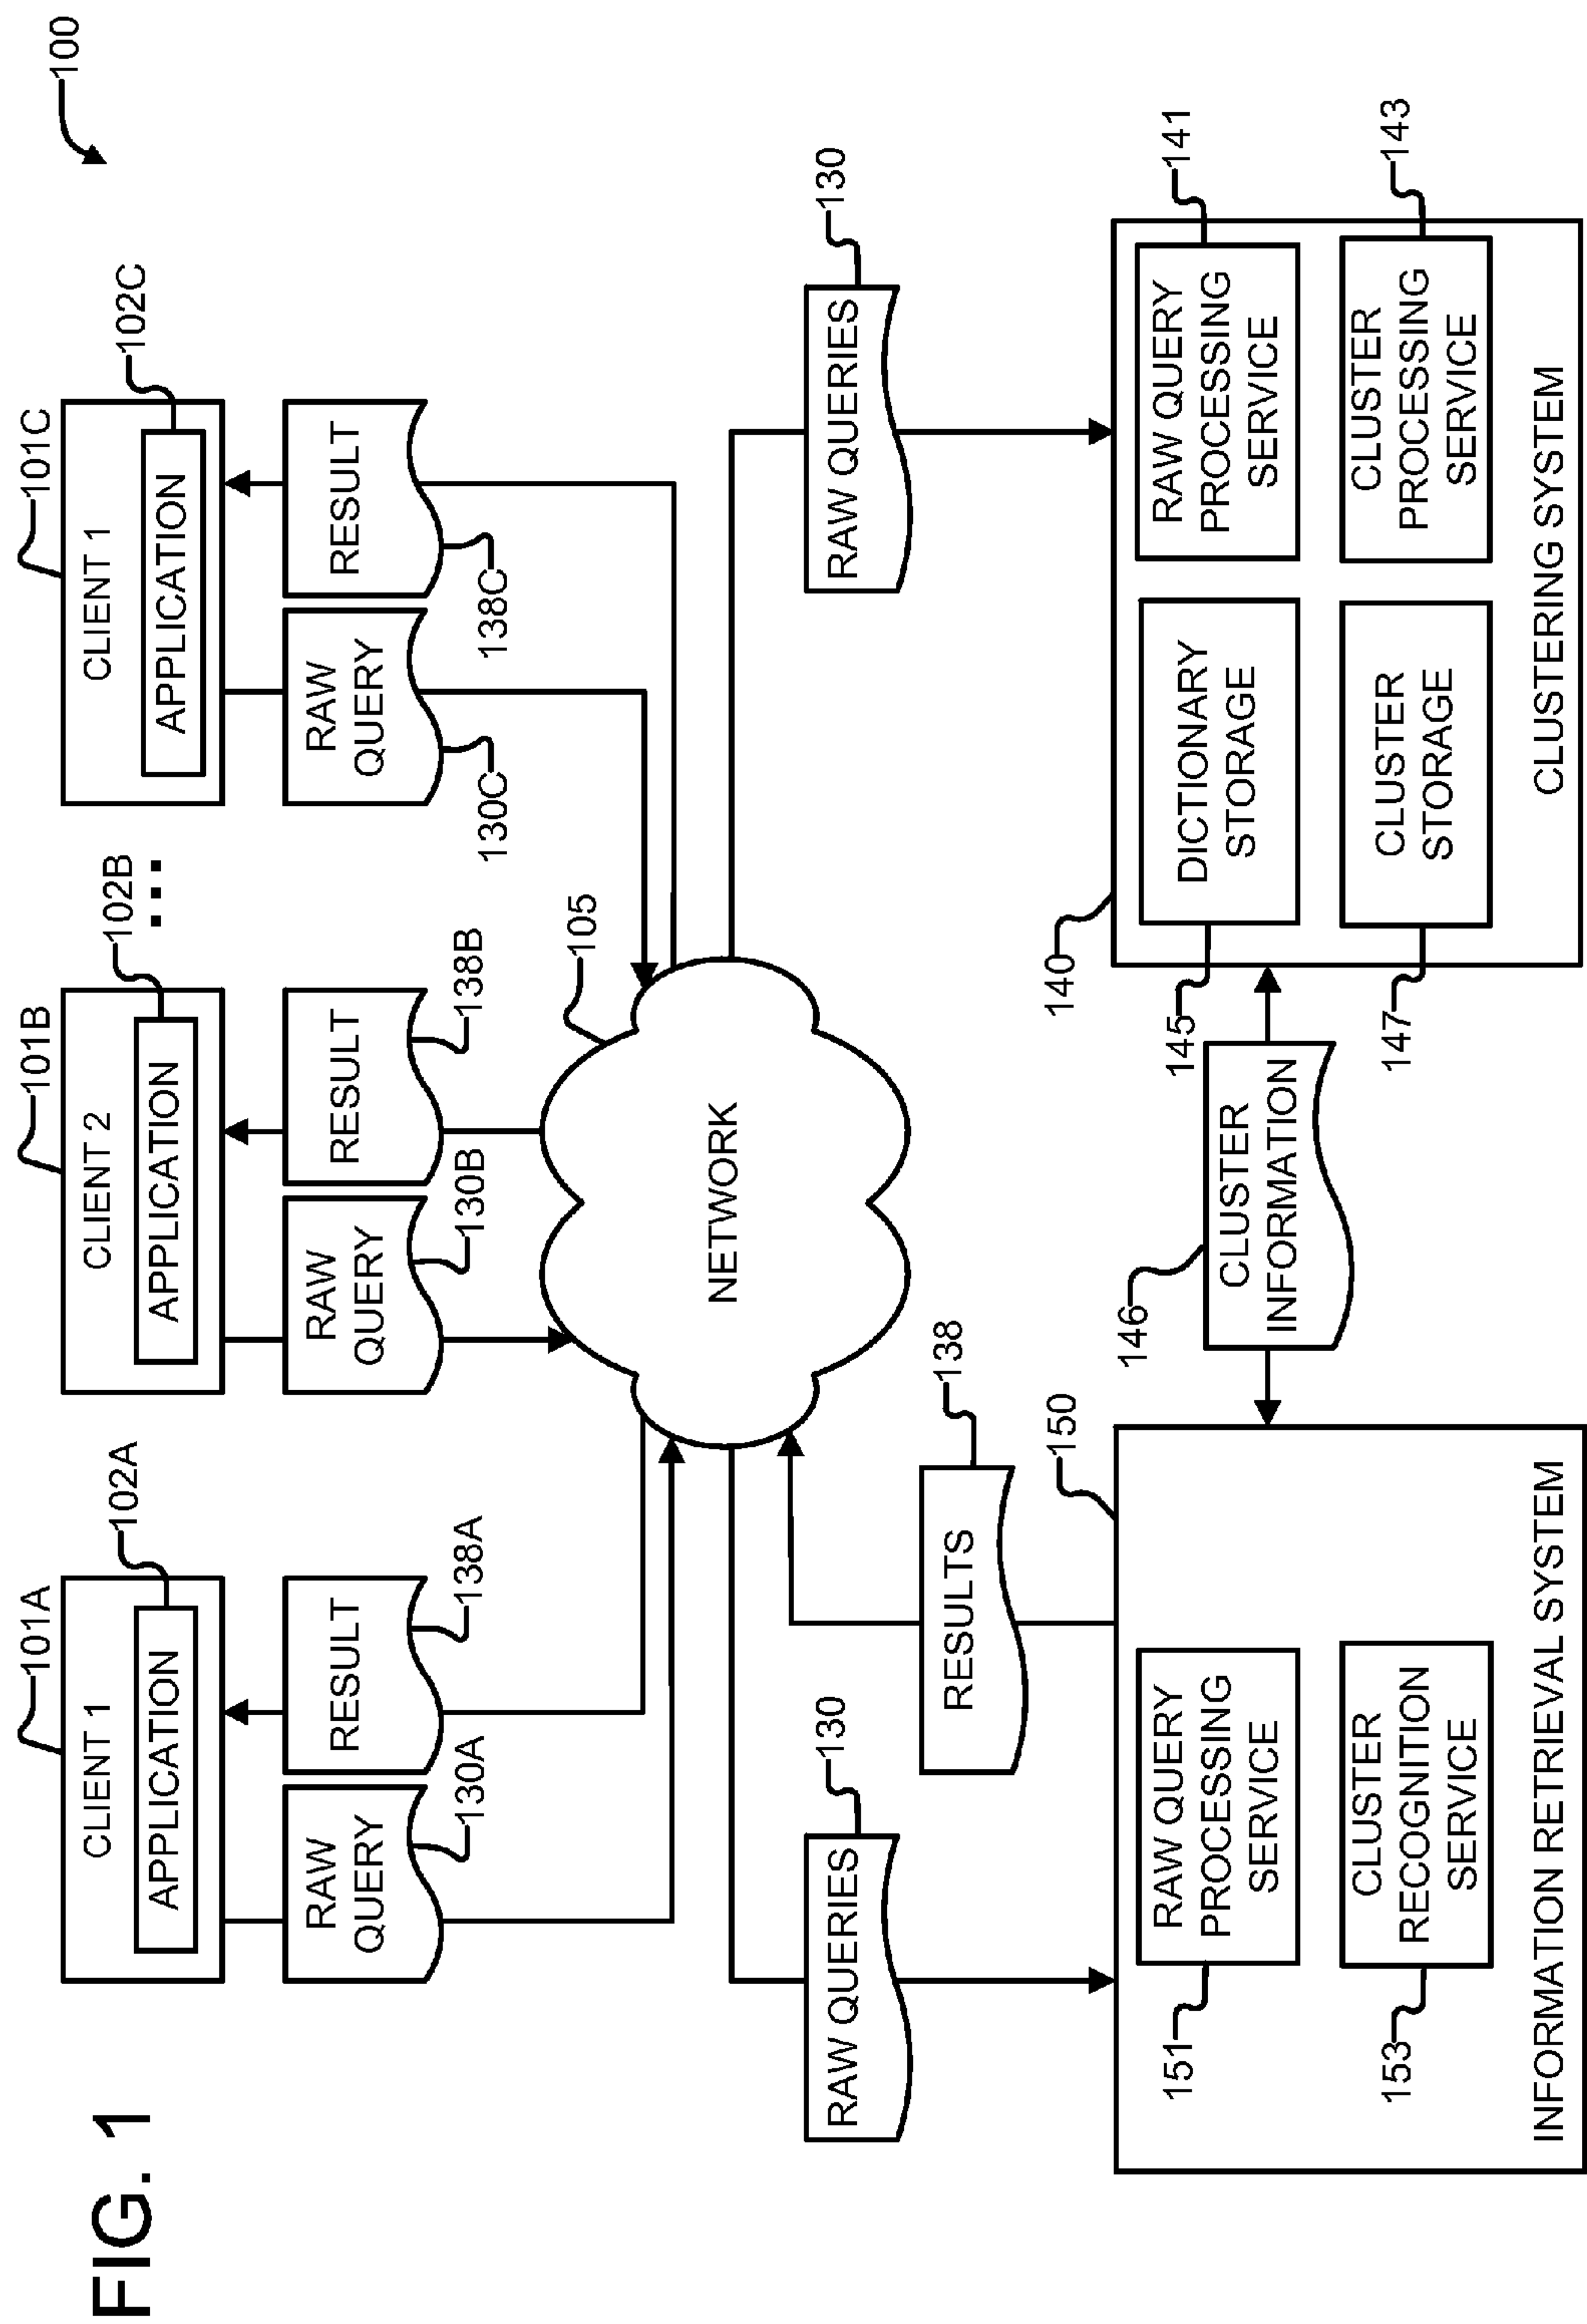 FIG. 1
100
101A
CLIENT 1
APPLICATION
102A
RAW
QUERY
130A
RESULT
138A
101B
CLIENT 2
APPLICATION
102B
RAW
QUERY
130B
RESULT
138B
...
101C
CLIENT 1
APPLICATION
102C
RAW
QUERY
130C
RESULT
138C
NETWORK
105
RAW QUERIES
130
RESULTS
138
RAW QUERIES
130
150
RAW QUERY
PROCESSING
SERVICE
151
CLUSTER
RECOGNITION
SERVICE
153
INFORMATION RETRIEVAL SYSTEM
146
CLUSTER
INFORMATION
140
DICTIONARY
STORAGE
145
RAW QUERY
PROCESSING
SERVICE
141
CLUSTER
STORAGE
147
CLUSTER
PROCESSING
SERVICE
143
CLUSTERING SYSTEM